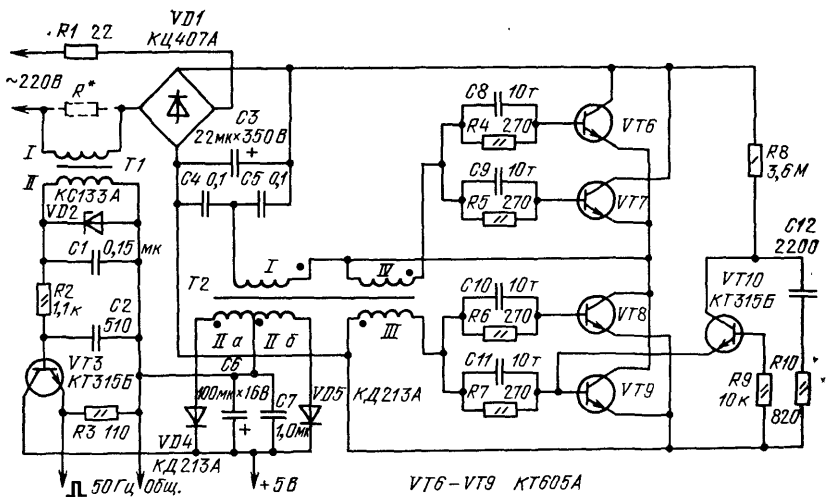 VD1
R1 22
КЦ407А
~220В
R*
C3
22мк×350В
+
I
T1
II
C4 0,1
C5 0,1
КС133А
VD2
C1
0,15 мк
R2
1,1к
C2
510
VT3
КТ315Б
R3 110
50Гц
Общ.
T2
I
IV
IIа
IIб
III
C6
100мк×16В
+
C7
1,0мк
VD4
КД213А
VD5
КД213А
+5В
C8 10т
R4 270
VT6
C9 10т
R5 270
VT7
C10 10т
R6 270
VT8
C11 10т
R7 270
VT9
R8
3,6М
C12
2200
VT10
КТ315Б
R9
10к
R10
820
VT6–VT9 КТ605А